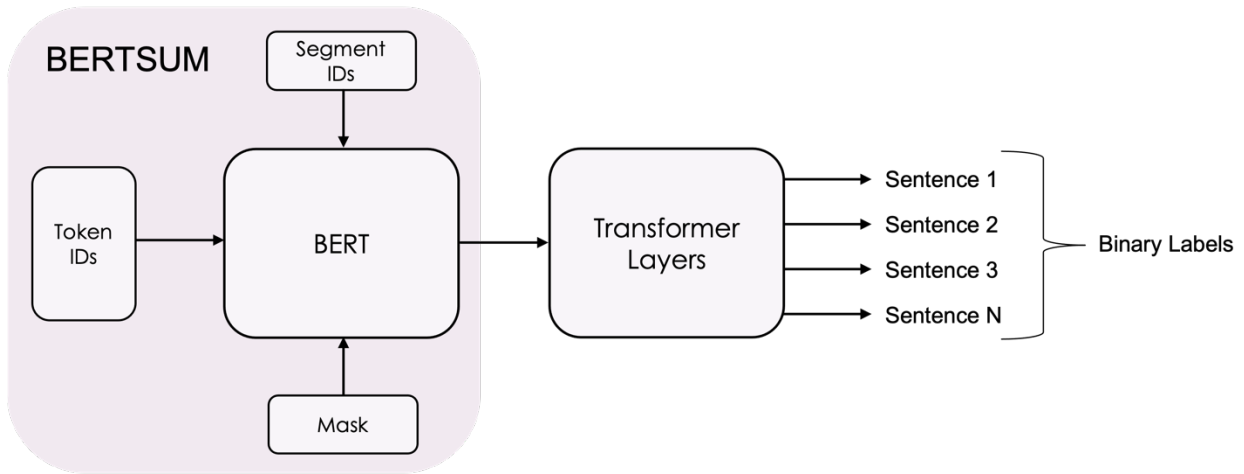 BERTSUM
Segment
IDs
Token
IDs
BERT
Mask
Transformer
Layers
Sentence 1
Sentence 2
Sentence 3
Sentence N
Binary Labels